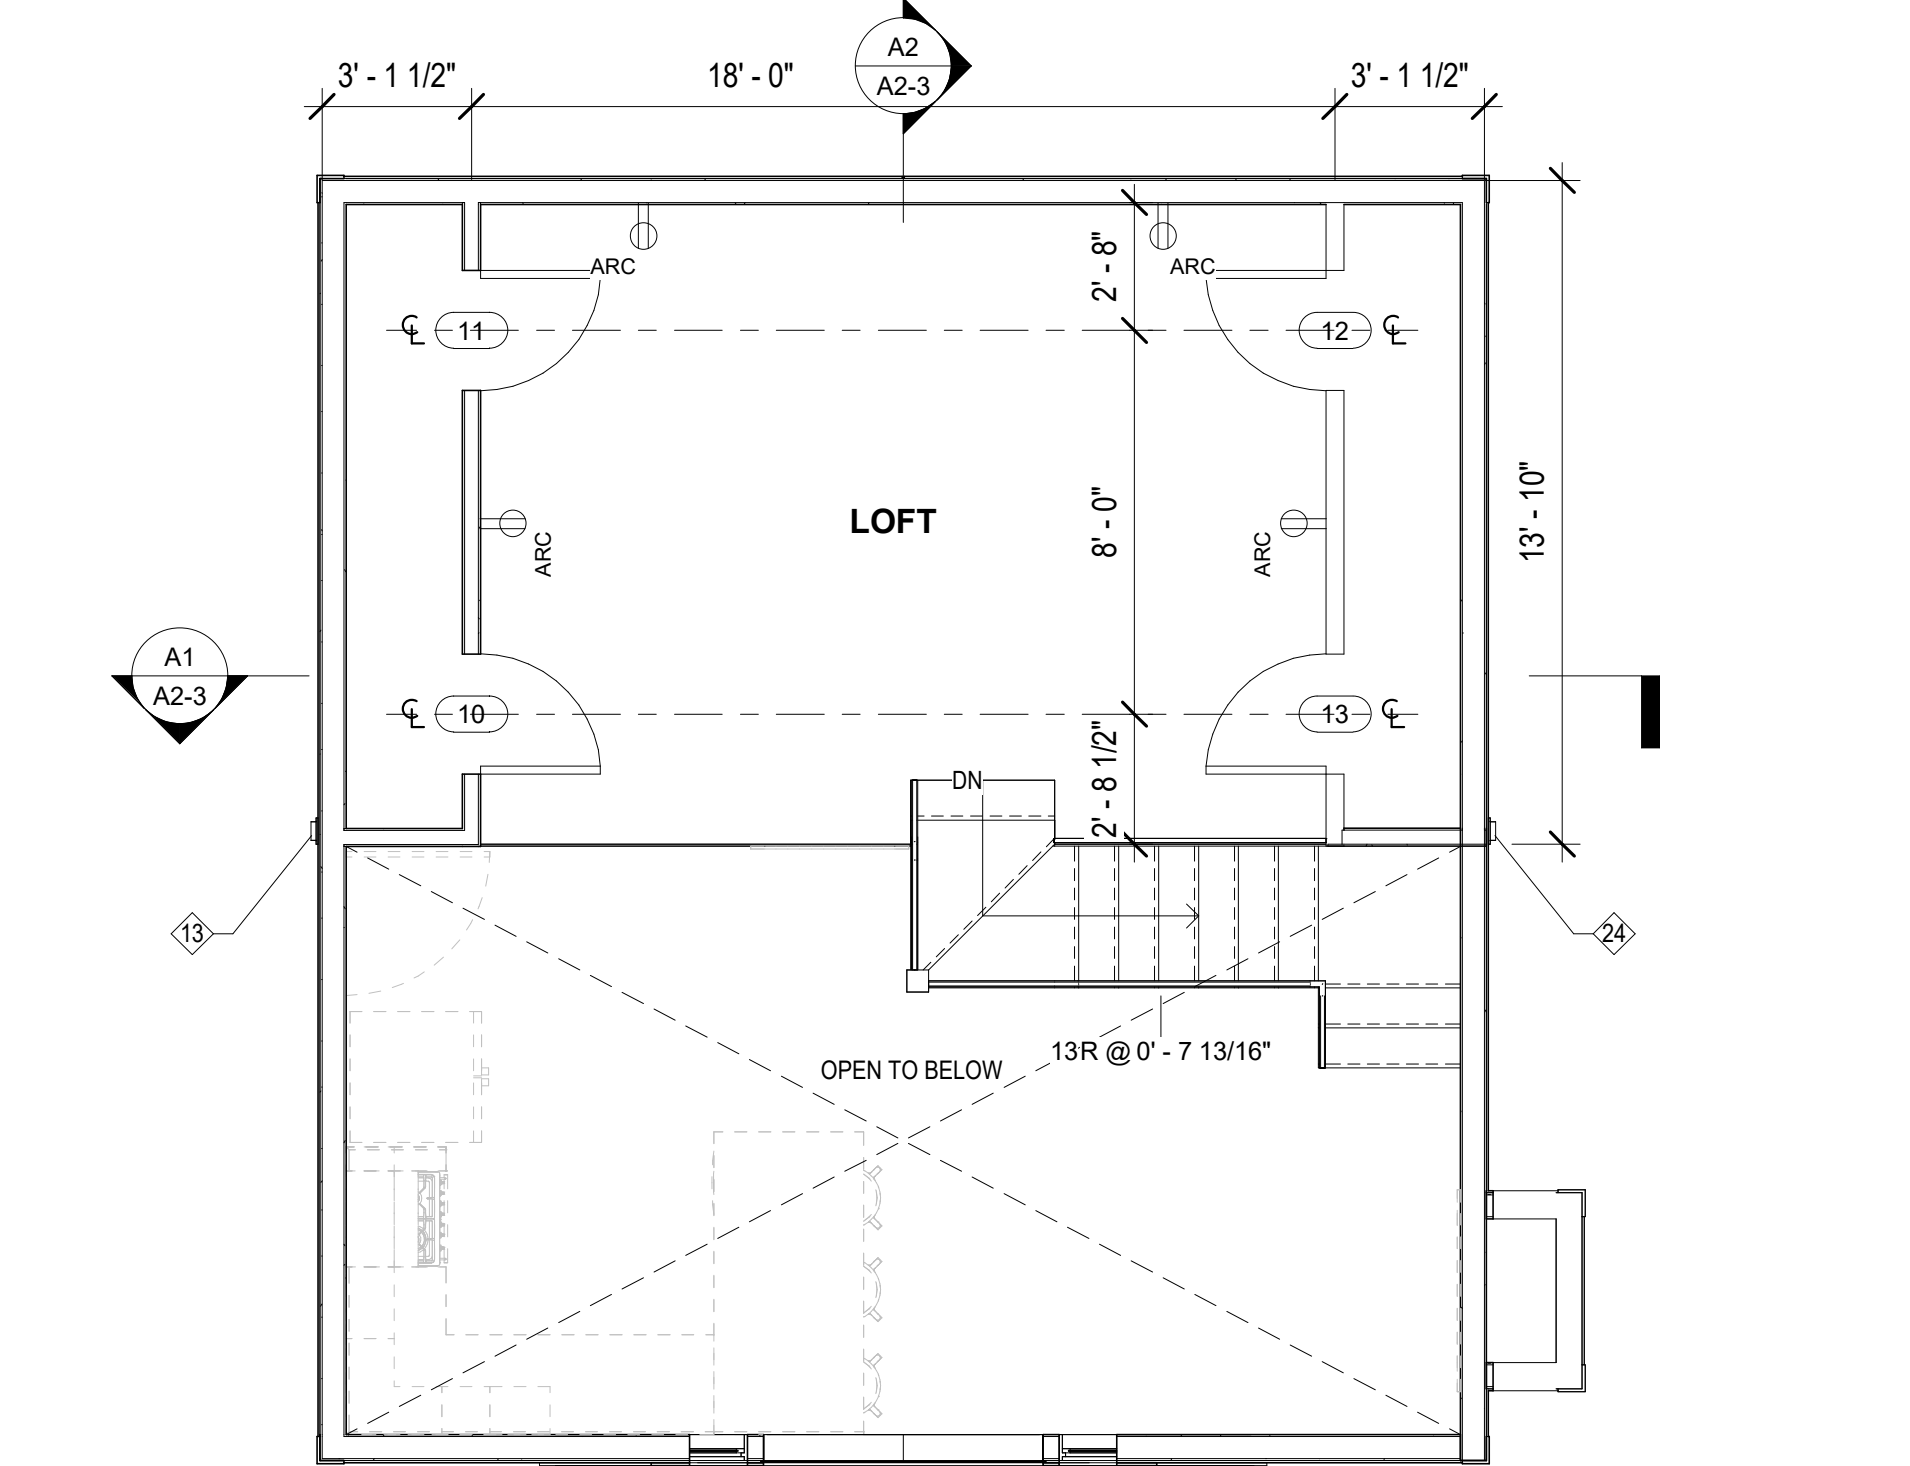 A2
A2-3
3' - 1 1/2"
18' - 0"
3' - 1 1/2"
ARC
ARC
2' - 8"
℄ 11
12 ℄
LOFT
8' - 0"
13' - 10"
ARC
ARC
A1
A2-3
℄ 10
13 ℄
DN
2' - 8 1/2"
13
24
OPEN TO BELOW
13R @ 0' - 7 13/16"